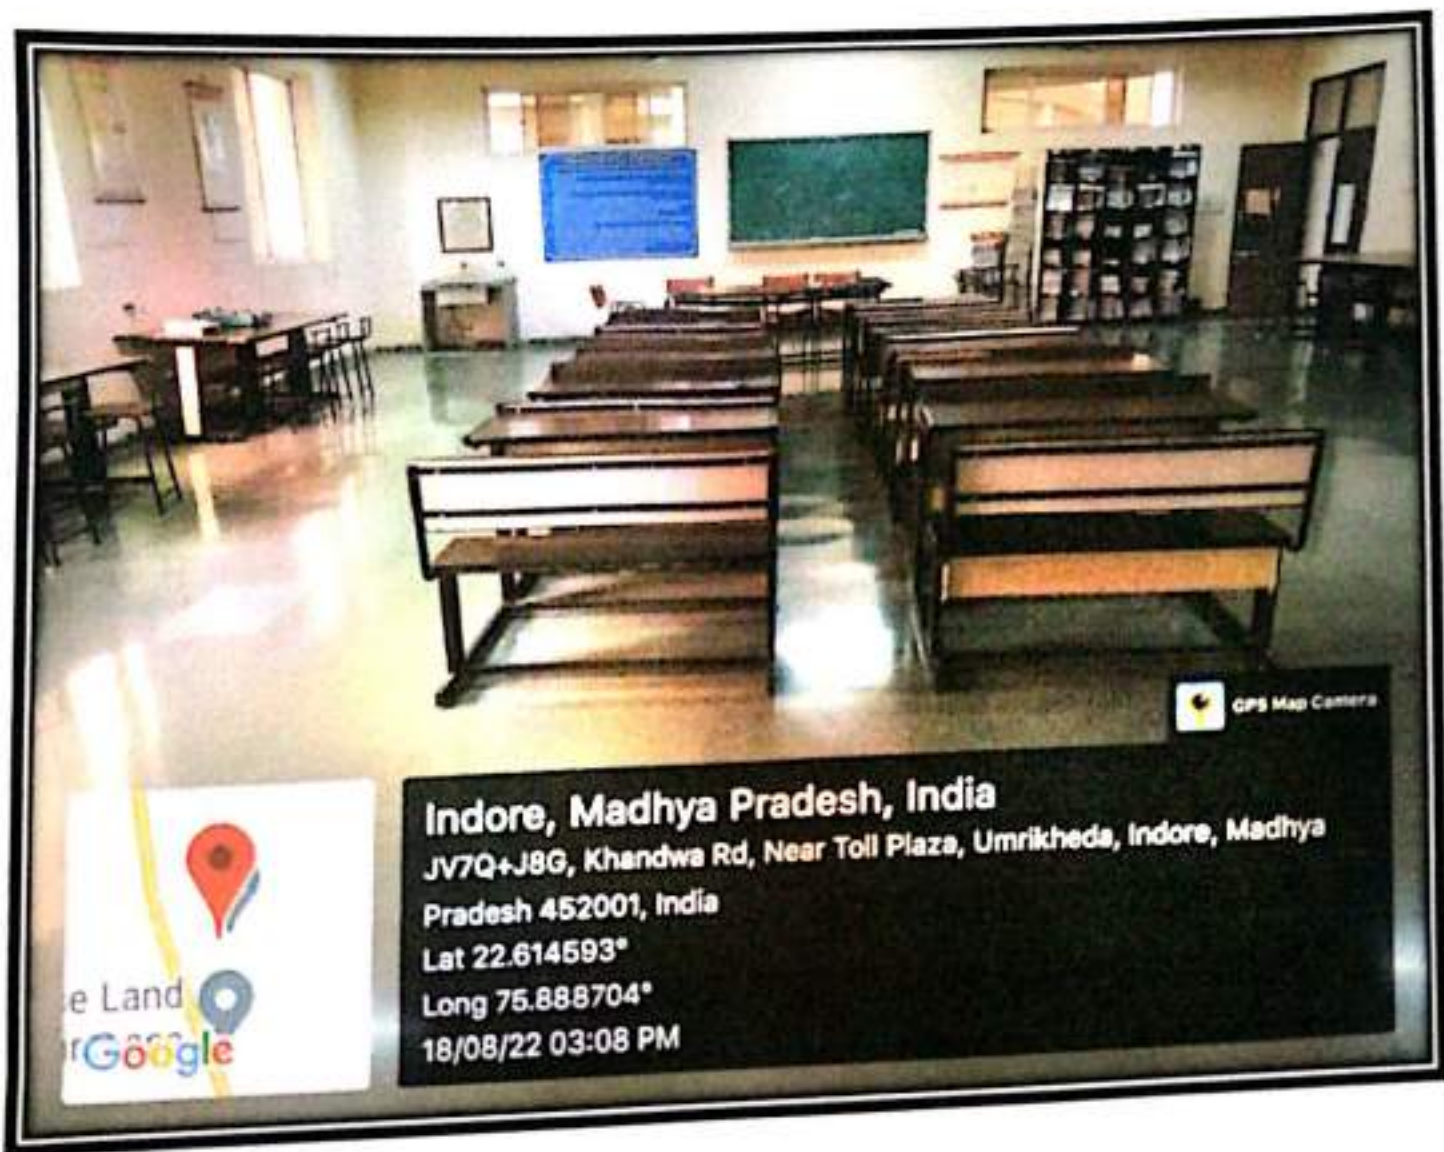 GPS Map Camera
Indore, Madhya Pradesh, India
JV7Q+J8G, Khandwa Rd, Near Toll Plaza, Umrikheda, Indore, Madhya
Pradesh 452001, India
Lat 22.614593°
Long 75.888704°
18/08/22 03:08 PM
e Land
Google